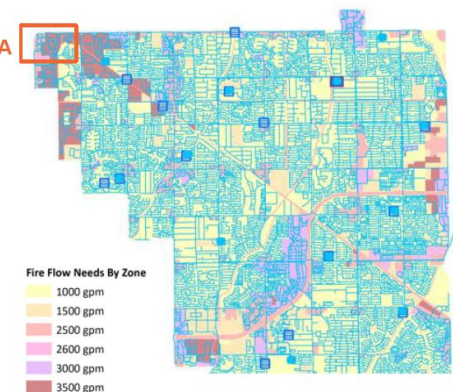 A
Fire Flow Needs By Zone
1000 gpm
1500 gpm
2500 gpm
2600 gpm
3000 gpm
3500 gpm